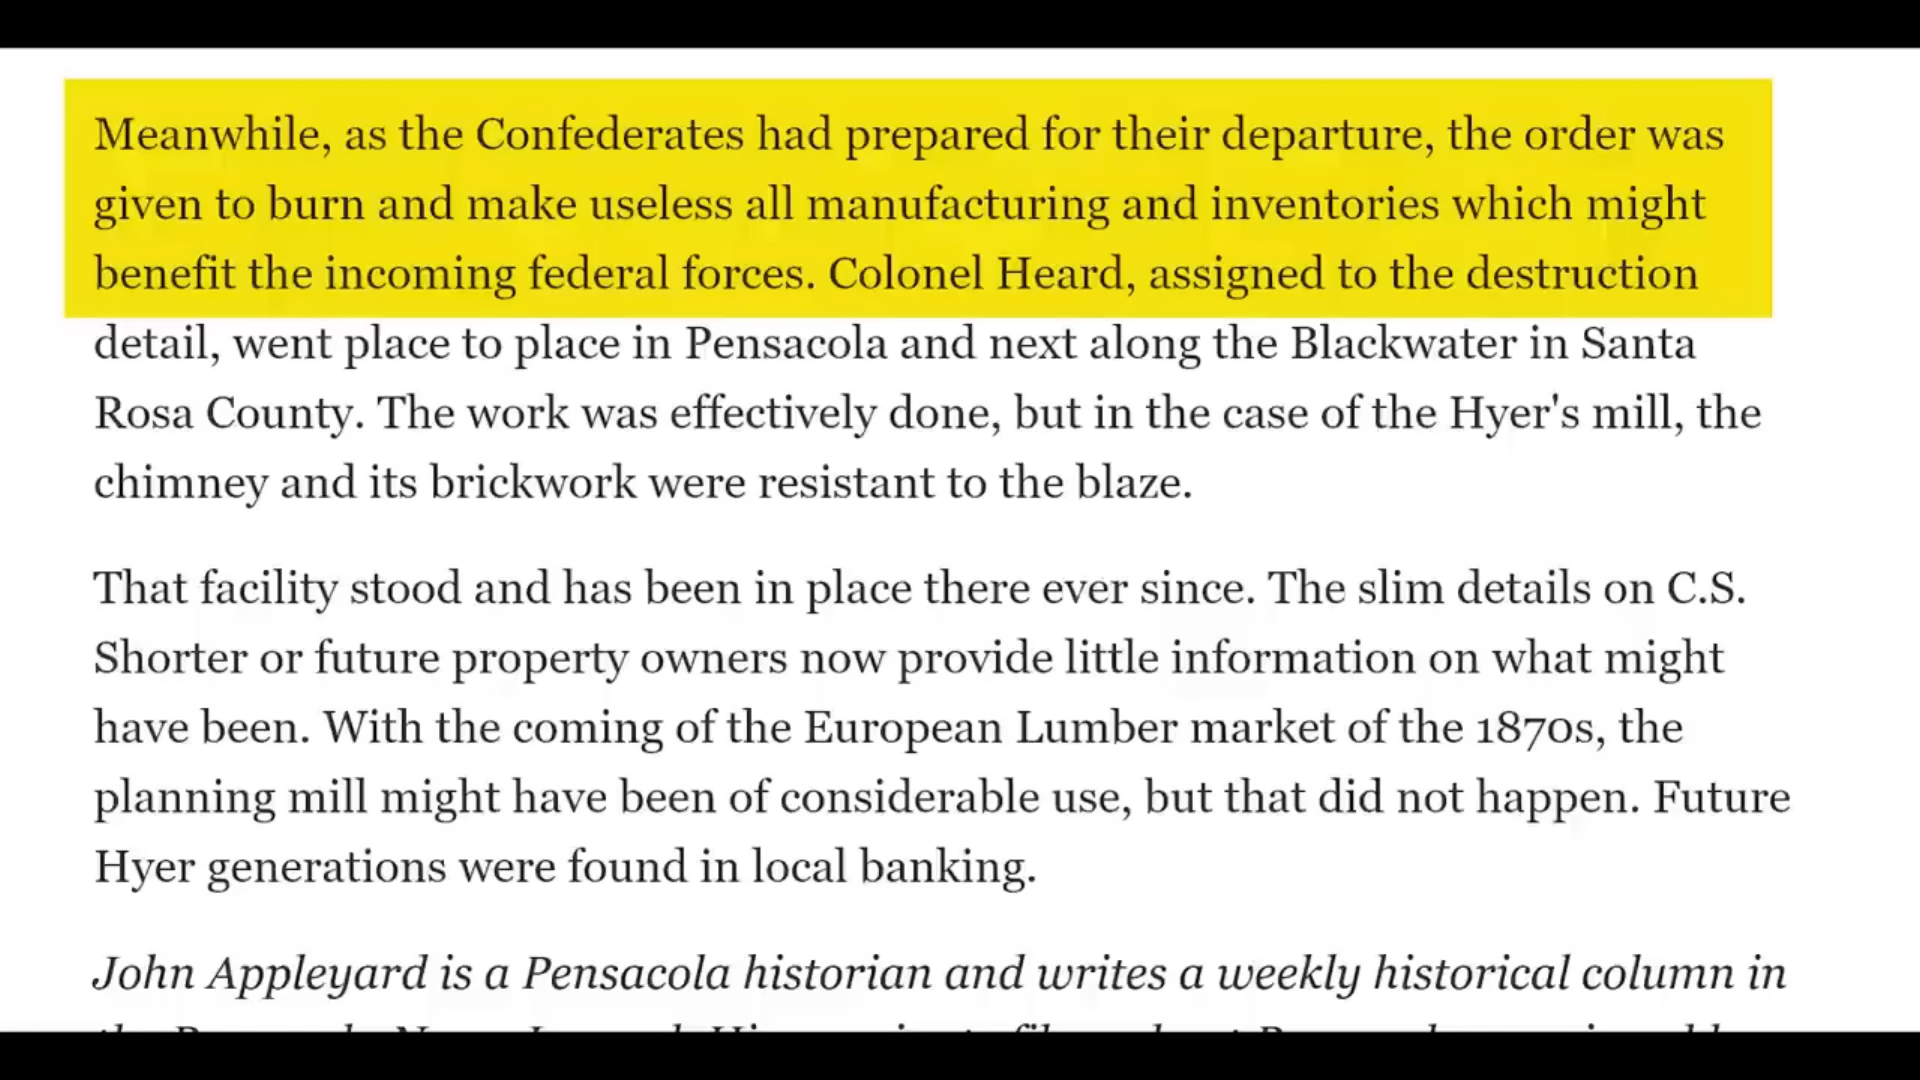 Meanwhile, as the Confederates had prepared for their departure, the order was
given to burn and make useless all manufacturing and inventories which might
benefit the incoming federal forces. Colonel Heard, assigned to the destruction
detail, went place to place in Pensacola and next along the Blackwater in Santa
Rosa County. The work was effectively done, but in the case of the Hyer's mill, the
chimney and its brickwork were resistant to the blaze.
That facility stood and has been in place there ever since. The slim details on C.S.
Shorter or future property owners now provide little information on what might
have been. With the coming of the European Lumber market of the 1870s, the
planning mill might have been of considerable use, but that did not happen. Future
Hyer generations were found in local banking.
John Appleyard is a Pensacola historian and writes a weekly historical column in